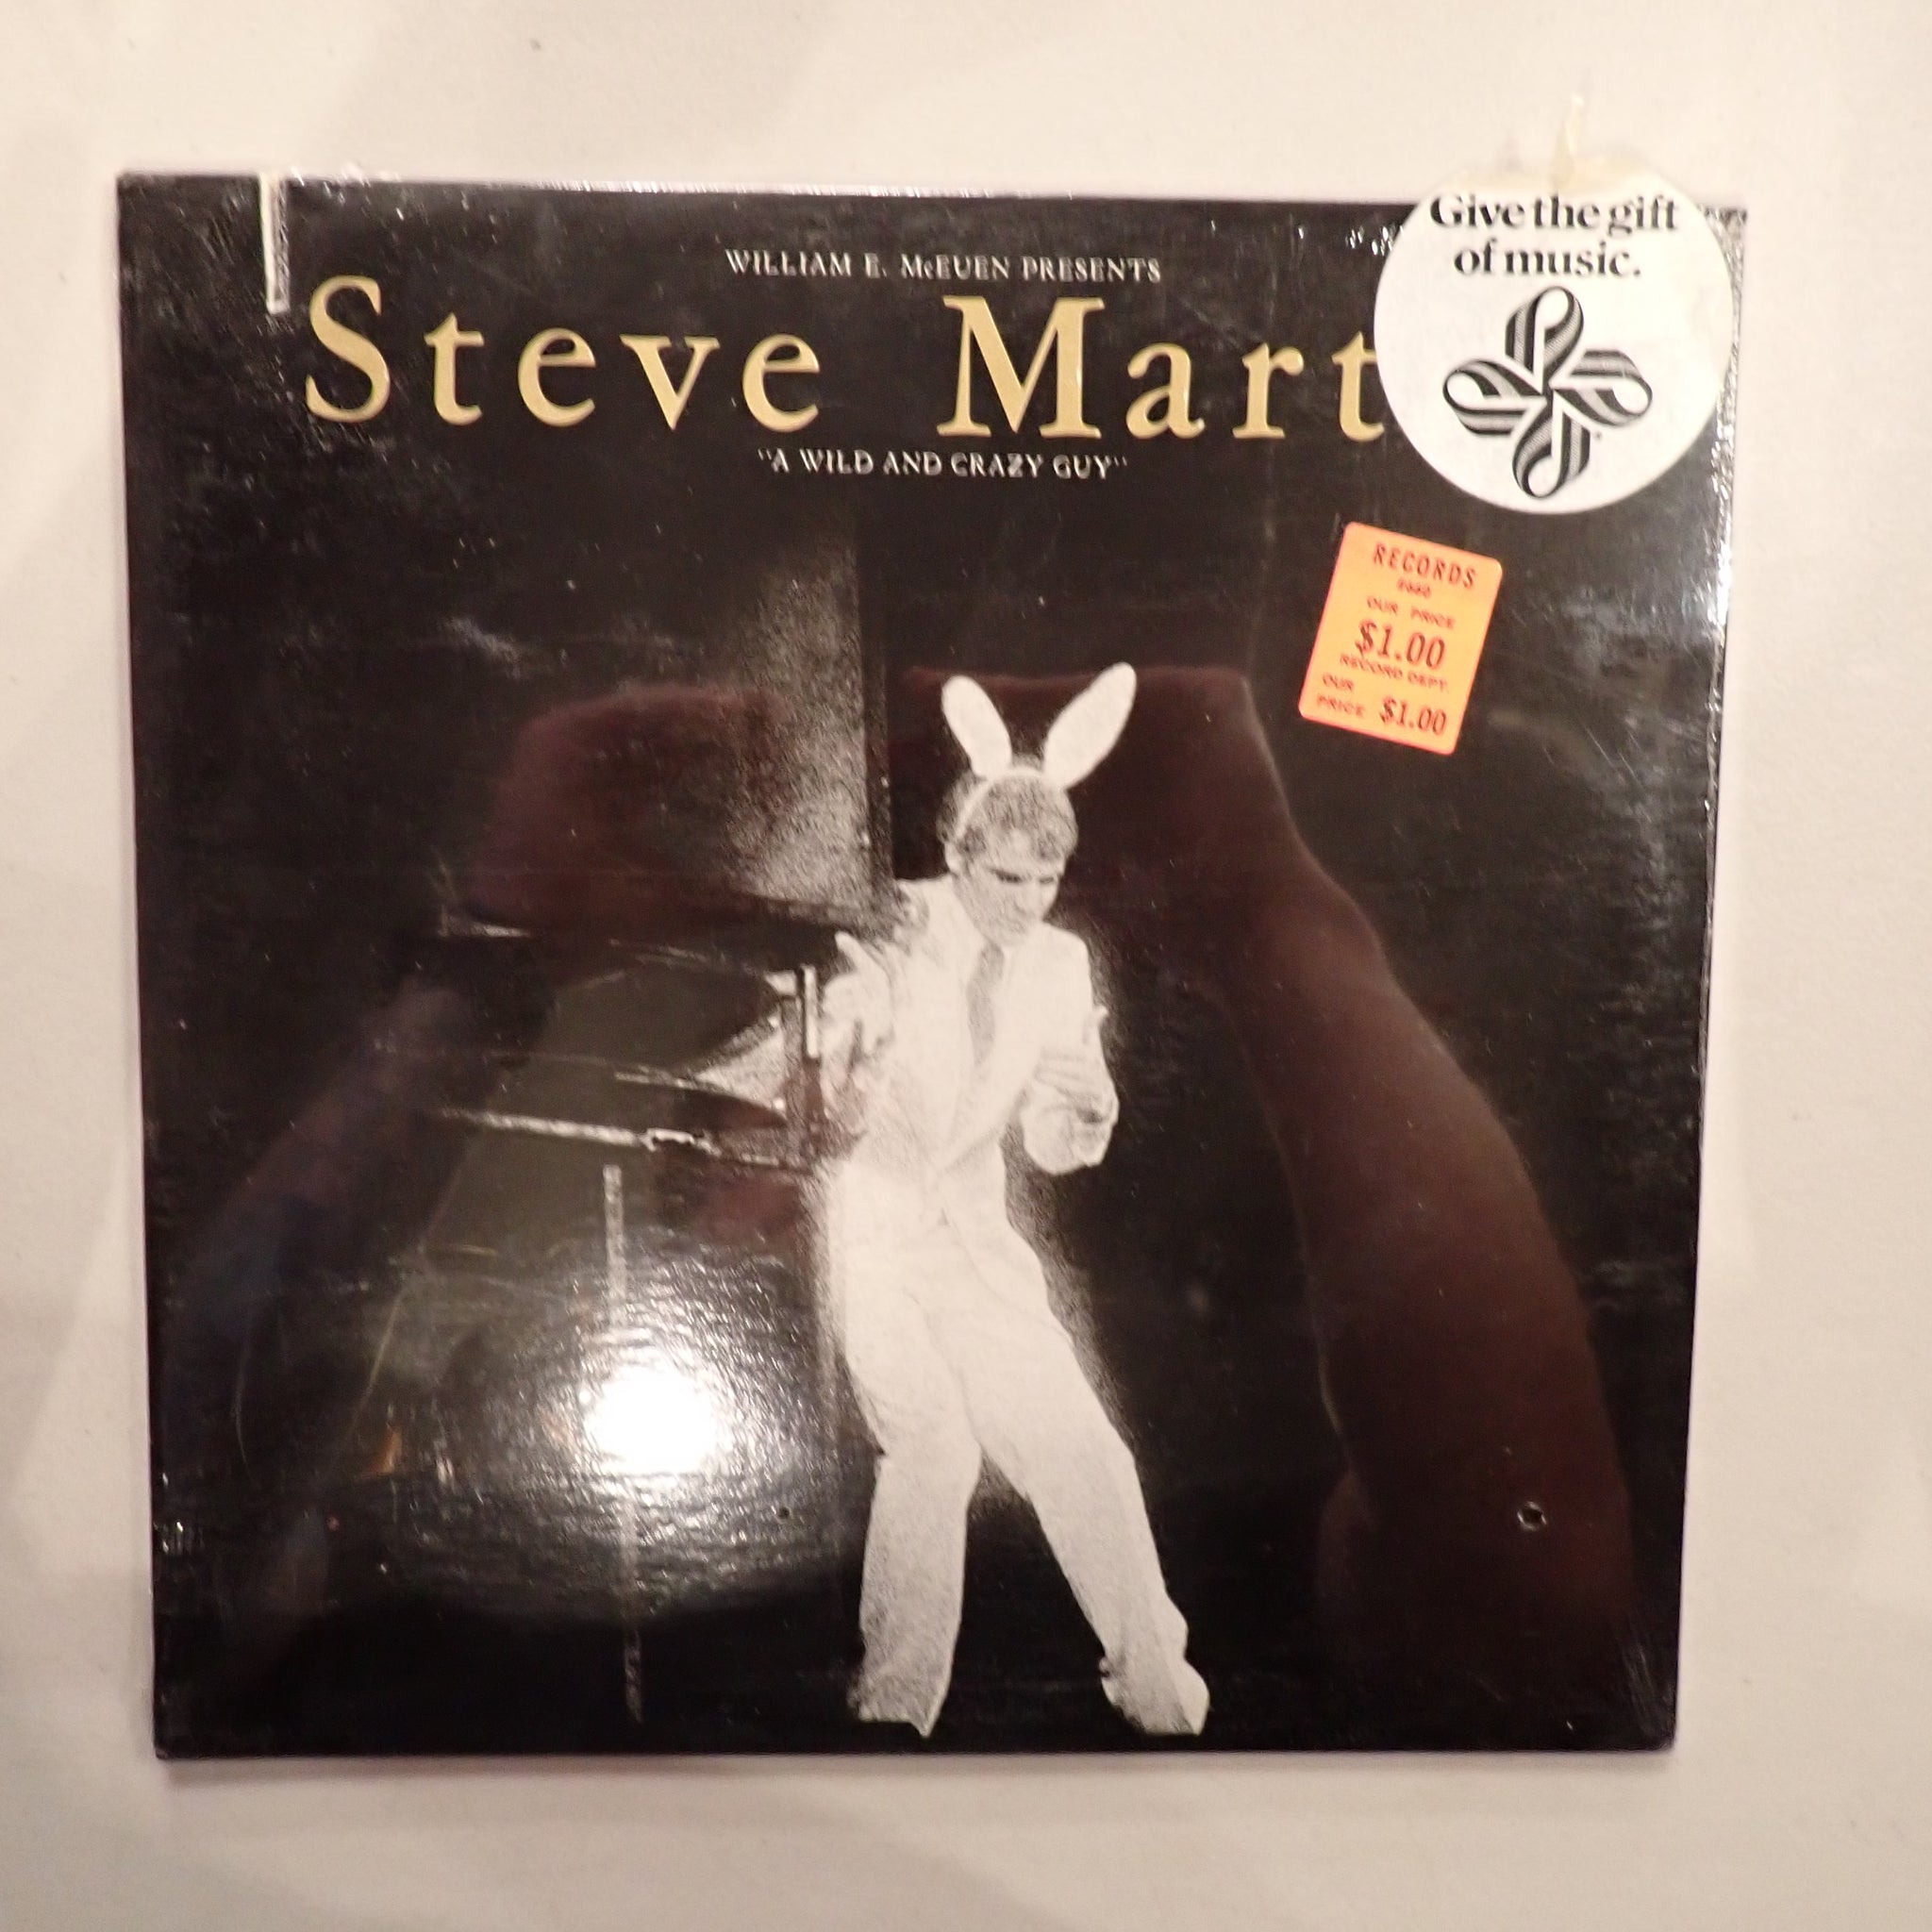 WILLIAM E. McEUEN PRESENTS
Steve Mart
"A WILD AND CRAZY GUY"
Give the gift
of music.
RECORDS
OUR PRICE
$1.00
RECORD DEPT.
OUR
PRICE $1.00